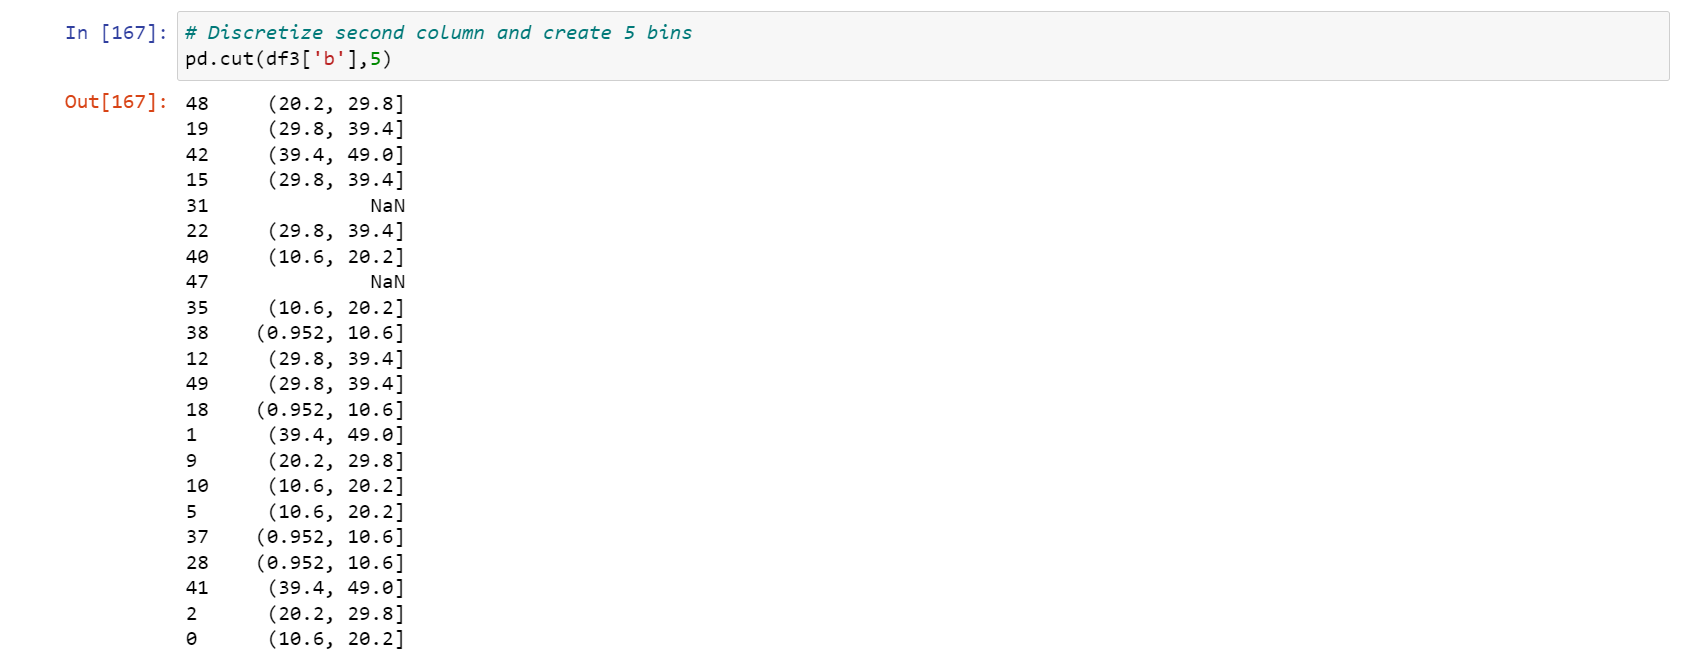 In [167]: # Discretize second column and create 5 bins
pd.cut(df3['b'],5)
Out[167]: 48     (20.2, 29.8]
19     (29.8, 39.4]
42     (39.4, 49.0]
15     (29.8, 39.4]
31              NaN
22     (29.8, 39.4]
40     (10.6, 20.2]
47              NaN
35     (10.6, 20.2]
38    (0.952, 10.6]
12     (29.8, 39.4]
49     (29.8, 39.4]
18    (0.952, 10.6]
1      (39.4, 49.0]
9      (20.2, 29.8]
10     (10.6, 20.2]
5      (10.6, 20.2]
37    (0.952, 10.6]
28    (0.952, 10.6]
41     (39.4, 49.0]
2      (20.2, 29.8]
0      (10.6, 20.2]